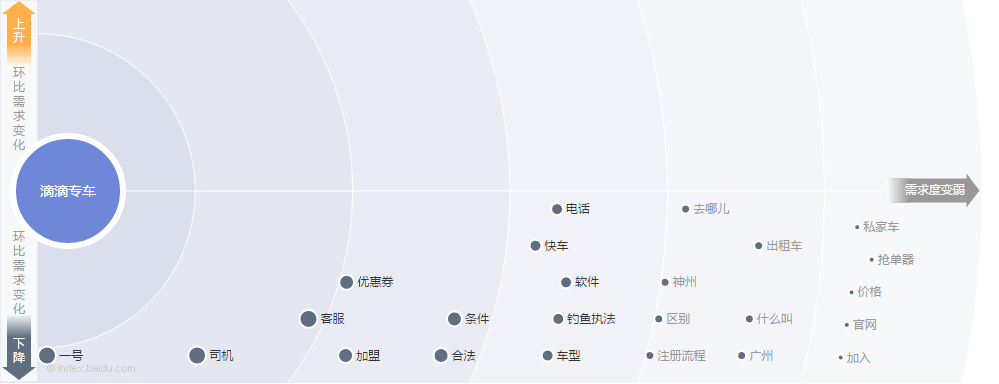 上升
环比需求变化
滴滴专车
需求度变弱
电话
去哪儿
私家车
快车
出租车
抢单器
优惠券
软件
神州
价格
客服
条件
钓鱼执法
区别
什么叫
官网
环比需求变化
下降
一号
司机
加盟
合法
车型
注册流程
广州
加入
©index.baidu.com